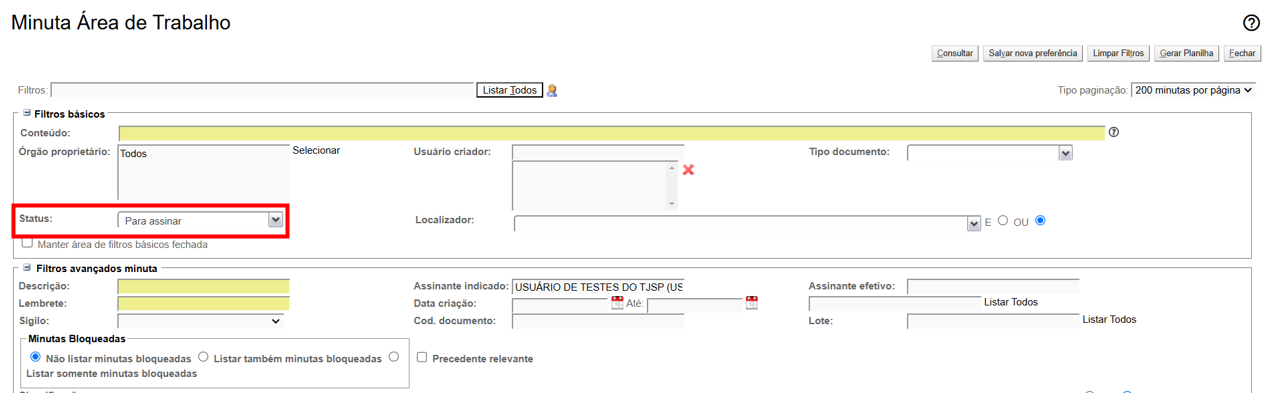 Minuta Área de Trabalho
Consultar Salvar nova preferência Limpar Filtros Gerar Planilha Fechar
Filtros: Listar Todos Tipo paginação: 200 minutas por página
Filtros básicos
Conteúdo:
Órgão proprietário: Todos Selecionar Usuário criador: Tipo documento:
Status: Para assinar Localizador: E OU
Manter área de filtros básicos fechada
Filtros avançados minuta
Descrição: Assinante indicado: USUÁRIO DE TESTES DO TJSP (US Assinante efetivo:
Lembrete: Data criação: Até: Listar Todos
Sigilo: Cod. documento: Lote: Listar Todos
Minutas Bloqueadas
Não listar minutas bloqueadas Listar também minutas bloqueadas Precedente relevante
Listar somente minutas bloqueadas